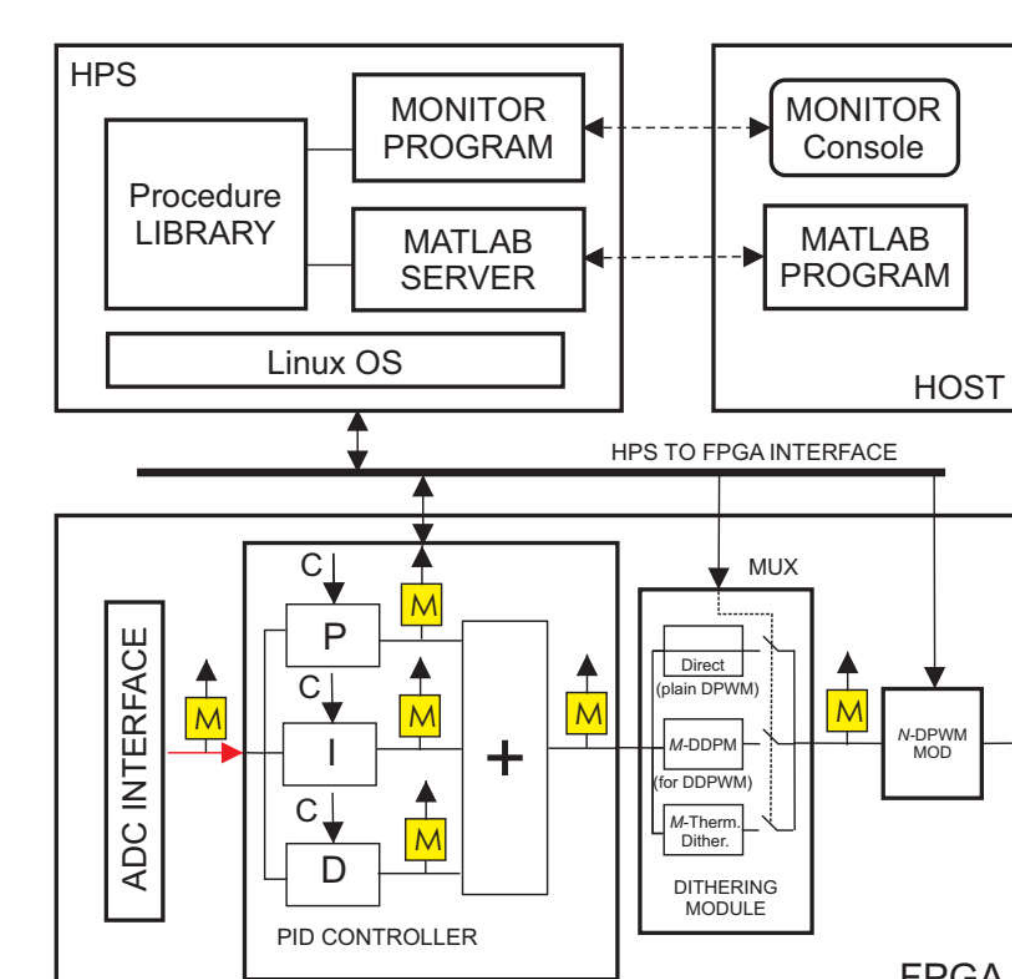 HPS
MONITOR
PROGRAM
MONITOR
Console
Procedure
LIBRARY
MATLAB
SERVER
MATLAB
PROGRAM
Linux OS
HOST
HPS TO FPGA INTERFACE
ADC INTERFACE
C
P
M
C
I
M
C
D
M
M
+
M
PID CONTROLLER
MUX
Direct
(plain DPWM)
M-DDPM
(for DDPWM)
M-Therm.
Dither.
DITHERING
MODULE
M
N-DPWM
MOD
FPGA